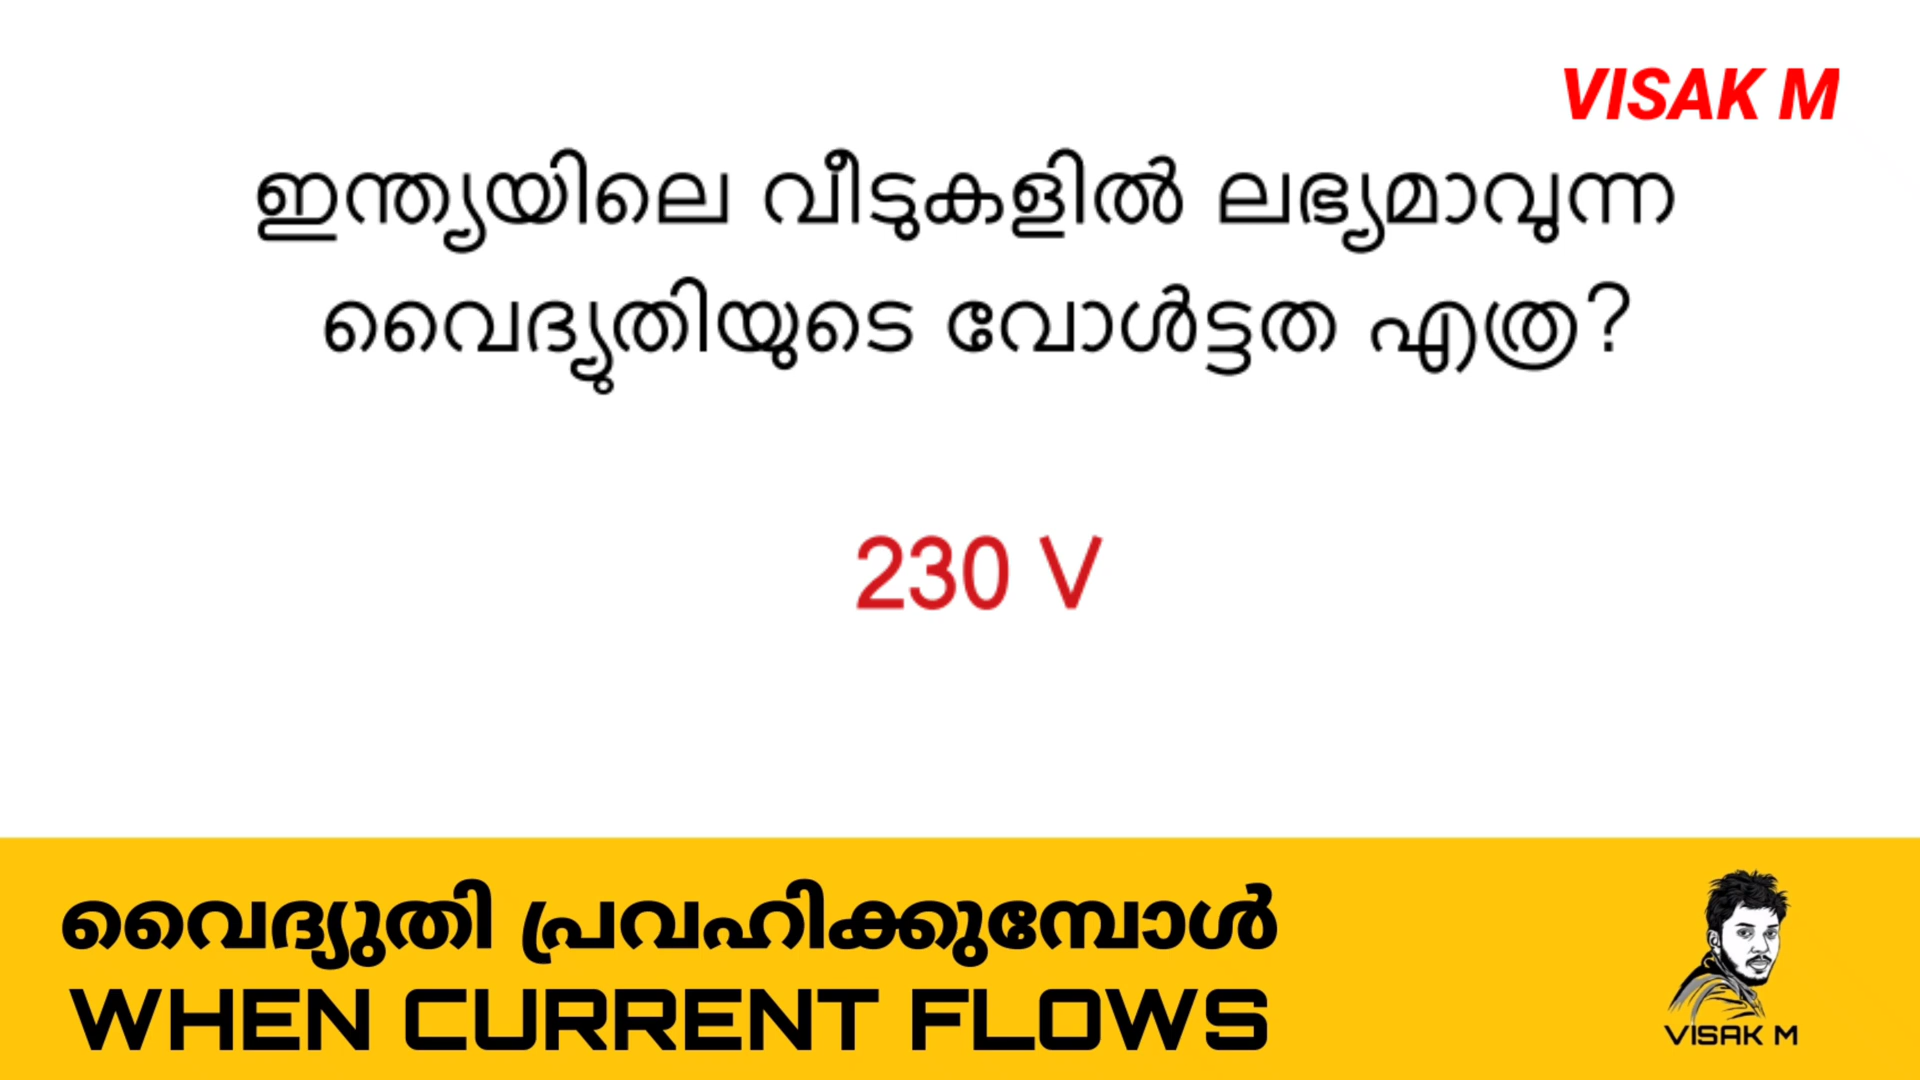 VISAK M
ഇന്ത്യയിലെ വീടുകളിൽ ലഭ്യമാവുന്ന
വൈദ്യുതിയുടെ വോൾട്ടത എത്ര?
230 V
വൈദ്യുതി പ്രവഹിക്കുമ്പോൾ
WHEN CURRENT FLOWS
VISAK M